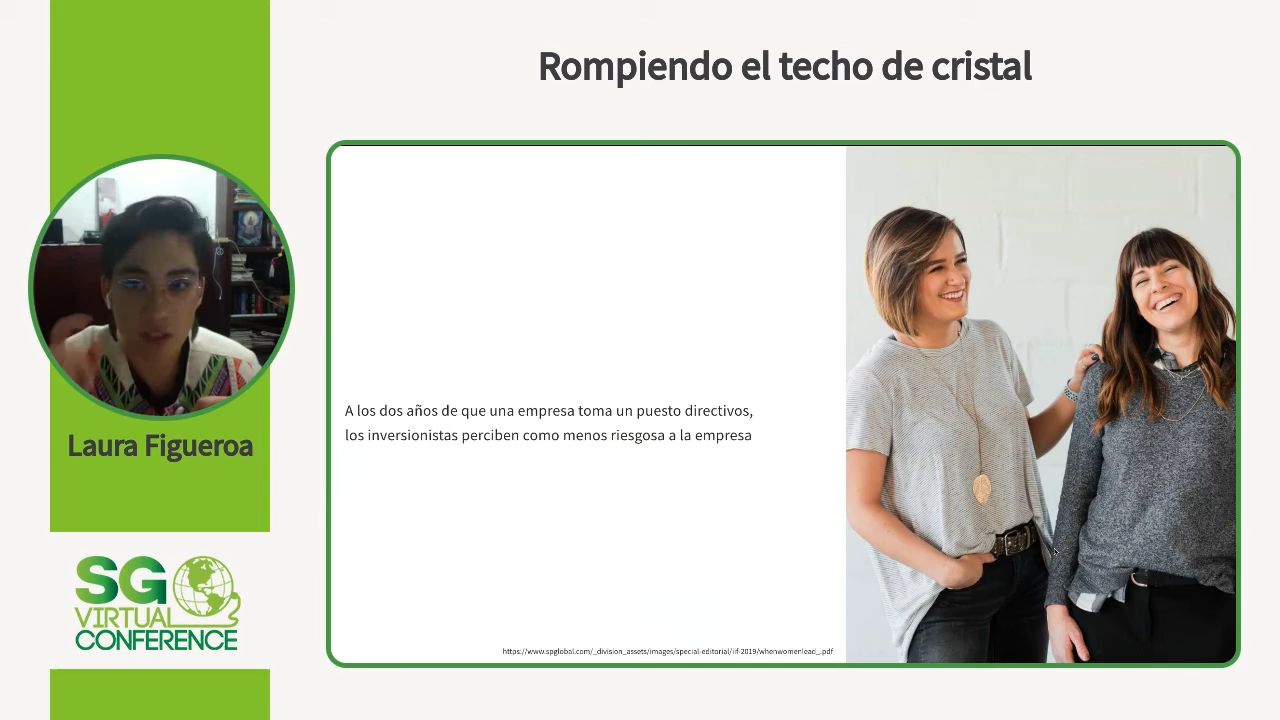 Rompiendo el techo de cristal
A los dos años de que una empresa toma un puesto directivos,
los inversionistas perciben como menos riesgosa a la empresa
https://www.spglobal.com/_division_assets/images/special-editorial/iif-2019/whenwomenlead_.pdf
Laura Figueroa
SG
VIRTUAL
CONFERENCE